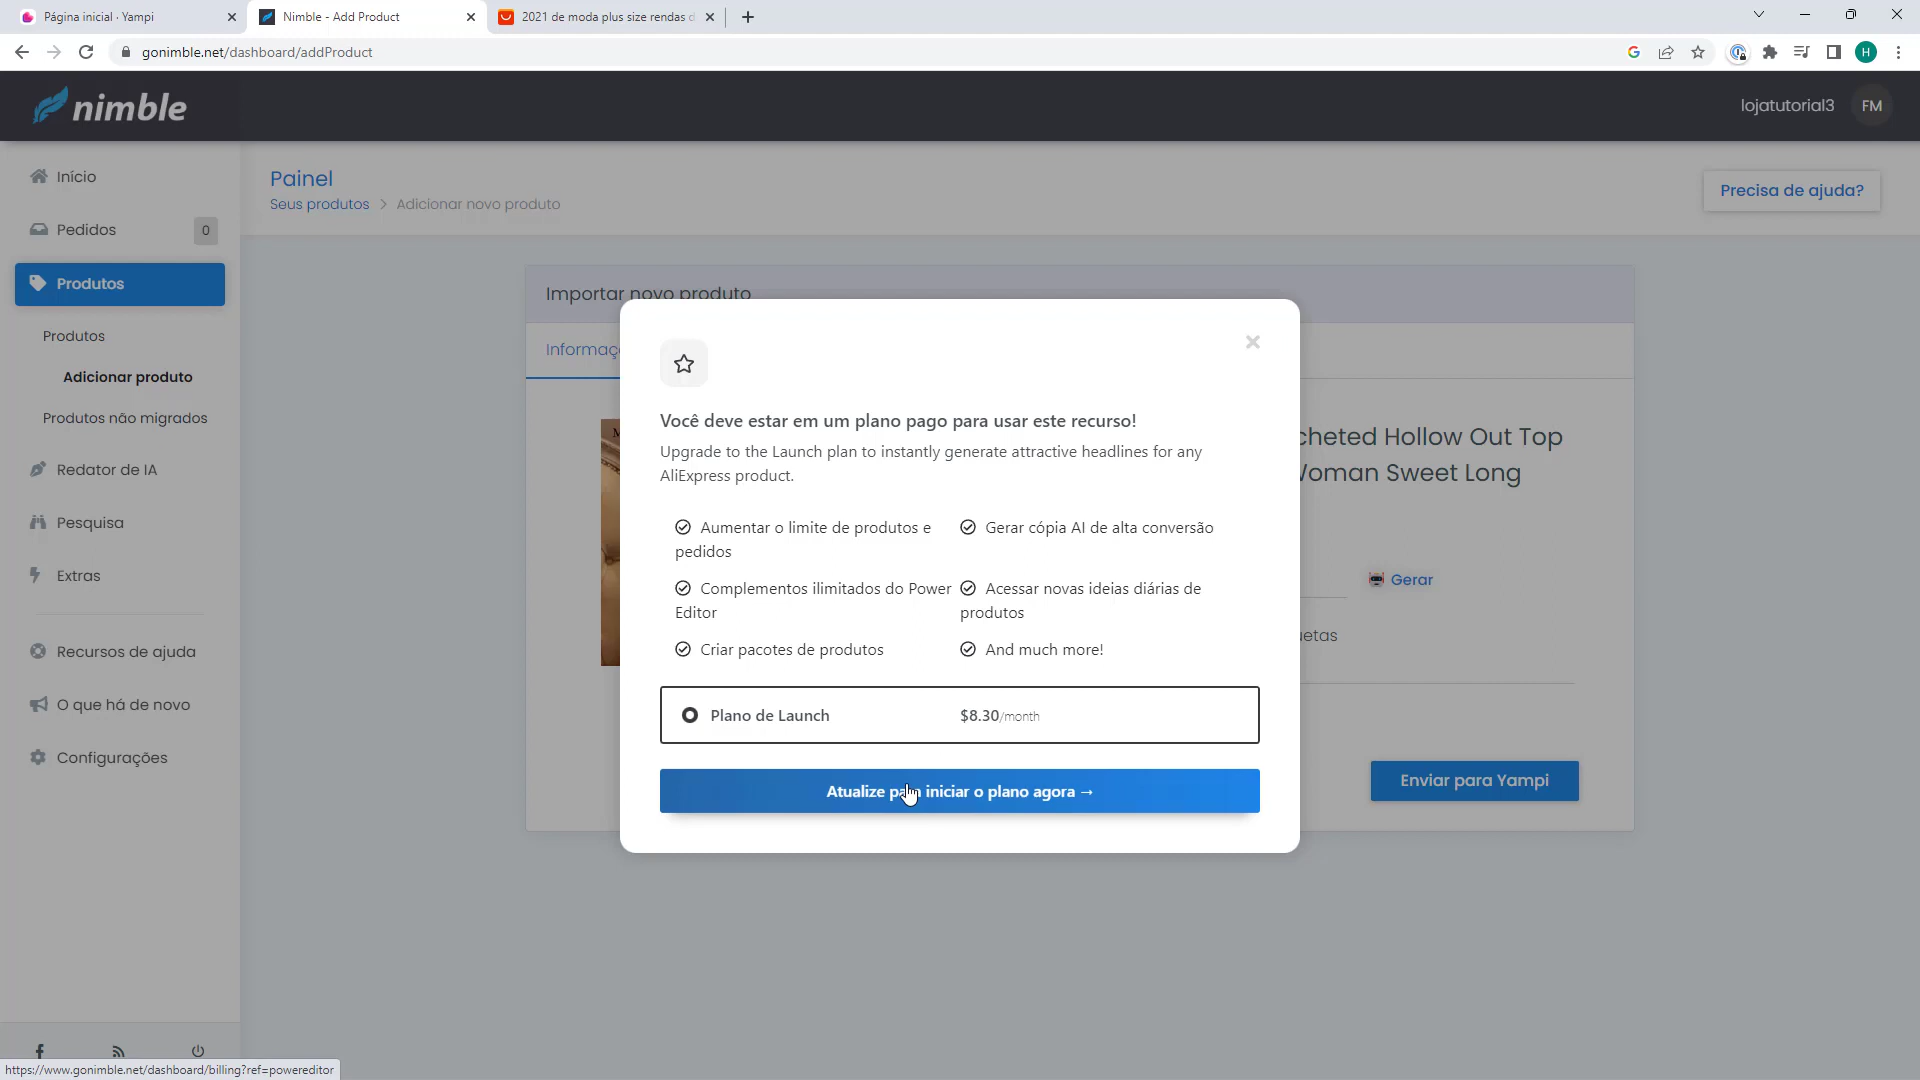 Página inicial · Yampi
Nimble - Add Product
2021 de moda plus size rendas d
gonimble.net/dashboard/addProduct
H
nimble
lojatutorial3
FM
Início
Pedidos
0
Produtos
Produtos
Adicionar produto
Produtos não migrados
Redator de IA
Pesquisa
Extras
Recursos de ajuda
O que há de novo
Configurações
Painel
Seus produtos > Adicionar novo produto
Precisa de ajuda?
Importar novo produto
Informaç
cheted Hollow Out Top
Woman Sweet Long
Gerar
uetas
Enviar para Yampi
Você deve estar em um plano pago para usar este recurso!
Upgrade to the Launch plan to instantly generate attractive headlines for any
AliExpress product.
Aumentar o limite de produtos e
pedidos
Gerar cópia AI de alta conversão
Complementos ilimitados do Power
Editor
Acessar novas ideias diárias de
produtos
Criar pacotes de produtos
And much more!
Plano de Launch
$8.30/month
Atualize para iniciar o plano agora →
https://www.gonimble.net/dashboard/billing?ref=powereditor